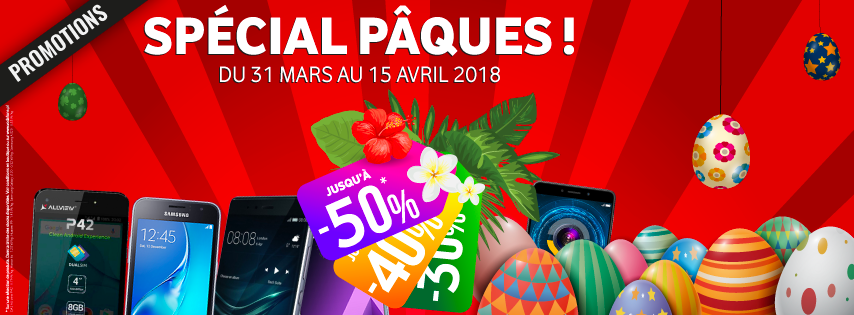 PROMOTIONS
SPÉCIAL PÂQUES !
DU 31 MARS AU 15 AVRIL 2018
JUSQU'À
-50%*
-40%
-30%
ALLVIEW
P42
DUALSIM
4"
8GB
SAMSUNG
12:45
08:08